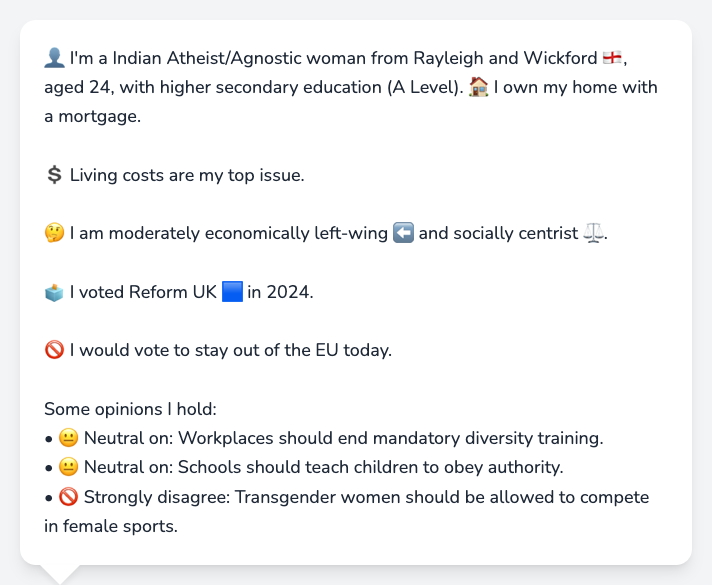 👤 I'm a Indian Atheist/Agnostic woman from Rayleigh and Wickford 🏴󠁧󠁢󠁥󠁮󠁧󠁿,
aged 24, with higher secondary education (A Level). 🏠 I own my home with
a mortgage.
💲 Living costs are my top issue.
🤔 I am moderately economically left-wing ⬅️ and socially centrist ⚖️.
🗳️ I voted Reform UK 🟦 in 2024.
🚫 I would vote to stay out of the EU today.
Some opinions I hold:
• 😐 Neutral on: Workplaces should end mandatory diversity training.
• 😐 Neutral on: Schools should teach children to obey authority.
• 🚫 Strongly disagree: Transgender women should be allowed to compete
in female sports.